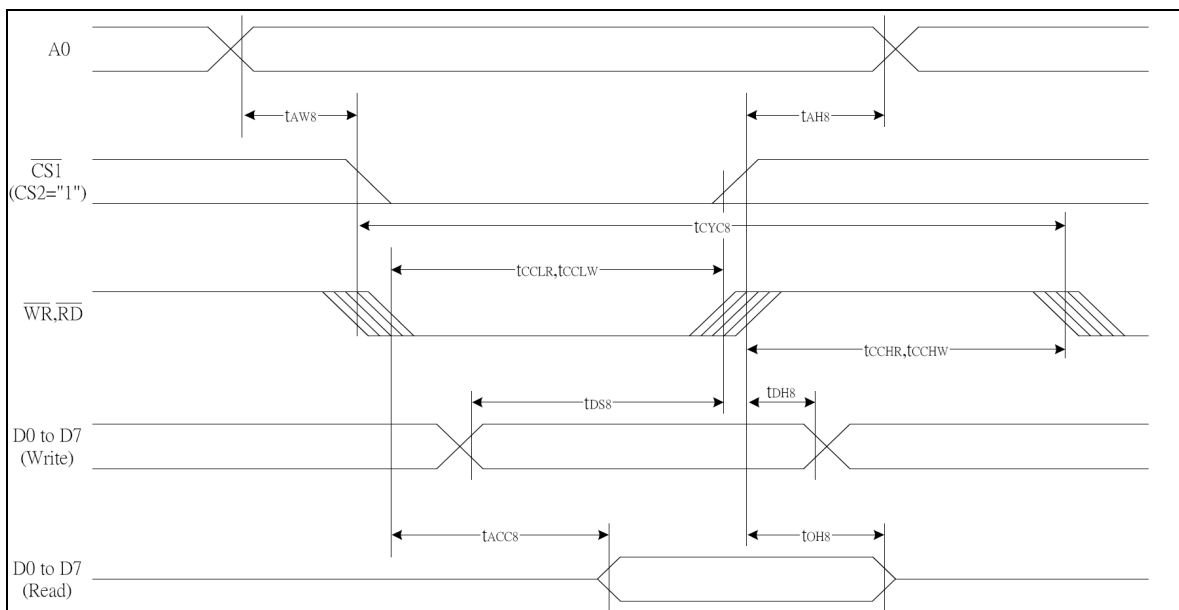 A0
tAW8
tAH8
CS1
(CS2="1")
tCYC8
tCCLR,tCCLW
WR,RD
tCCHR,tCCHW
tDS8
tDH8
D0 to D7
(Write)
tACC8
tOH8
D0 to D7
(Read)